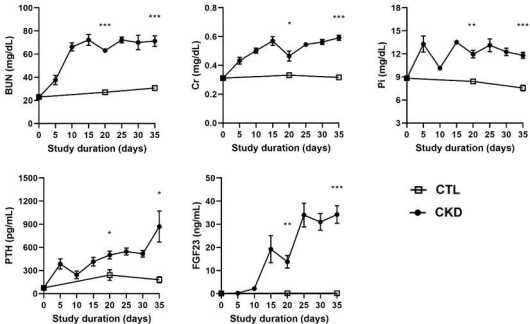 BUN (mg/dL)
100
80
60
40
20
0
***
***
0 5 10 15 20 25 30 35
Study duration (days)
Cr (mg/dL)
0.8
0.6
0.4
0.2
0.0
*
***
0 5 10 15 20 25 30 35
Study duration (days)
Pi (mg/dL)
18
15
12
9
6
3
**
***
0 5 10 15 20 25 30 35
Study duration (days)
PTH (pg/mL)
1500
1200
900
600
300
0
*
*
0 5 10 15 20 25 30 35
Study duration (days)
FGF23 (ng/mL)
50
40
30
20
10
0
**
***
0 5 10 15 20 25 30 35
Study duration (days)
CTL
CKD